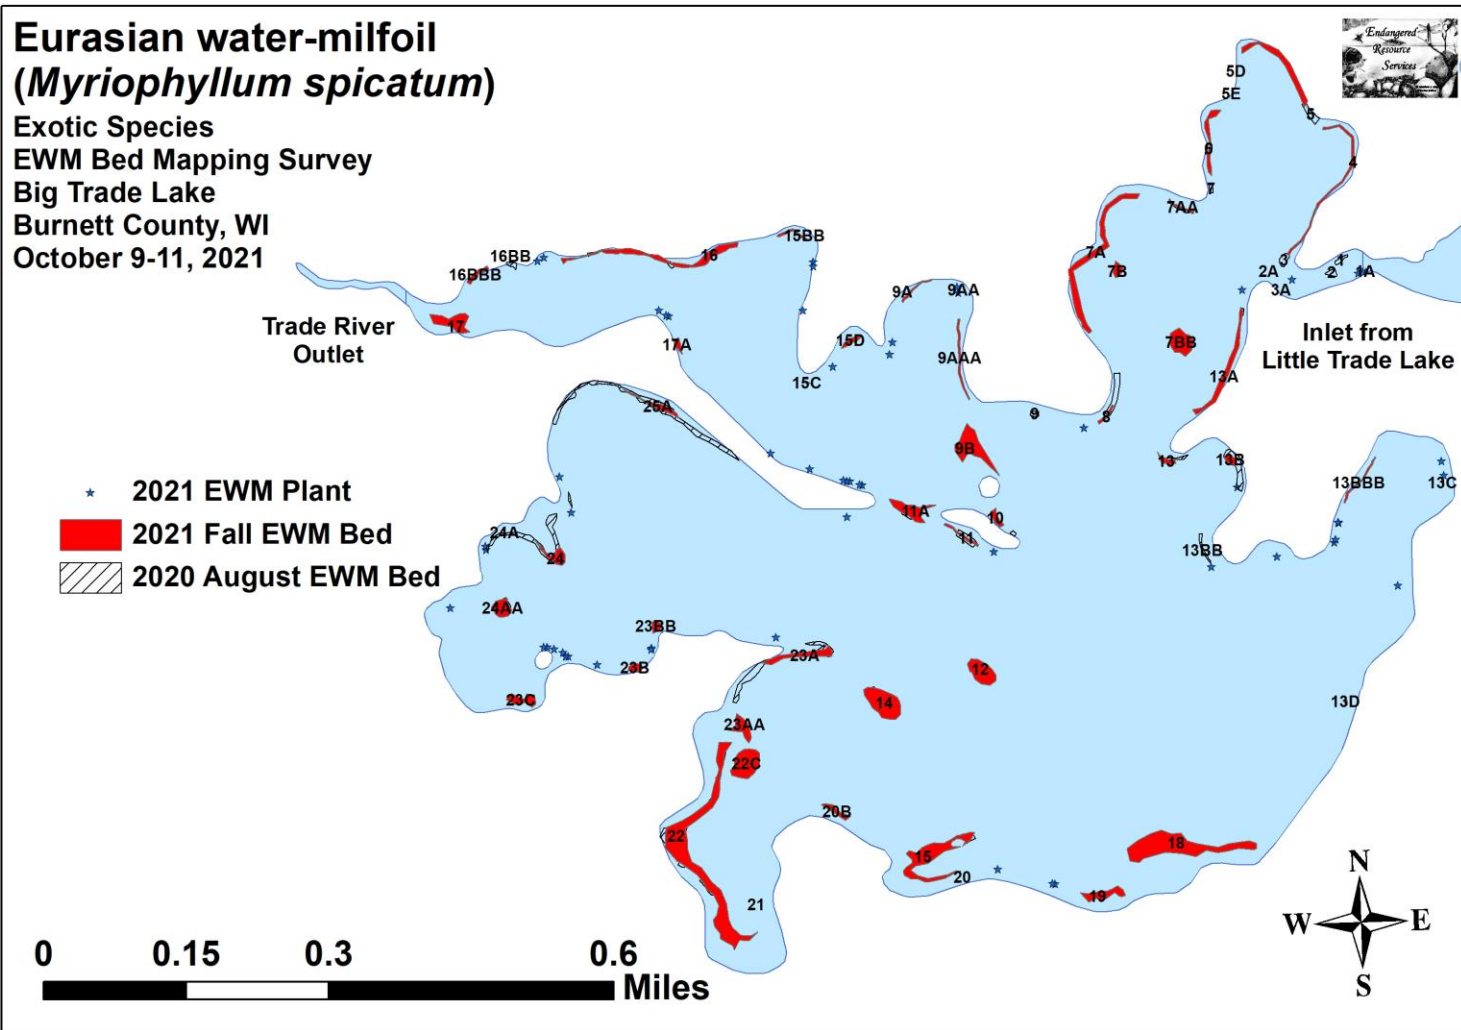 Eurasian water-milfoil
(Myriophyllum spicatum)
Exotic Species
EWM Bed Mapping Survey
Big Trade Lake
Burnett County, WI
October 9-11, 2021
Endangered
Resource
Services
5D
5E
5
6
4
7
7AA
15BB
16
16BB
16BBB
7A
7B
3
1
2A
2
1A
3A
9A
9AA
Trade River
Outlet
17
17A
15D
7BB
Inlet from
Little Trade Lake
9AAA
15C
13A
25A
9
8
9B
13
13B
13BBB
13C
2021 EWM Plant
2021 Fall EWM Bed
2020 August EWM Bed
11A
10
11
24A
24
13BB
24AA
23BB
23B
23A
23C
12
14
13D
23AA
22C
20B
22
15
18
20
19
21
N
W
E
S
0
0.15
0.3
0.6
Miles